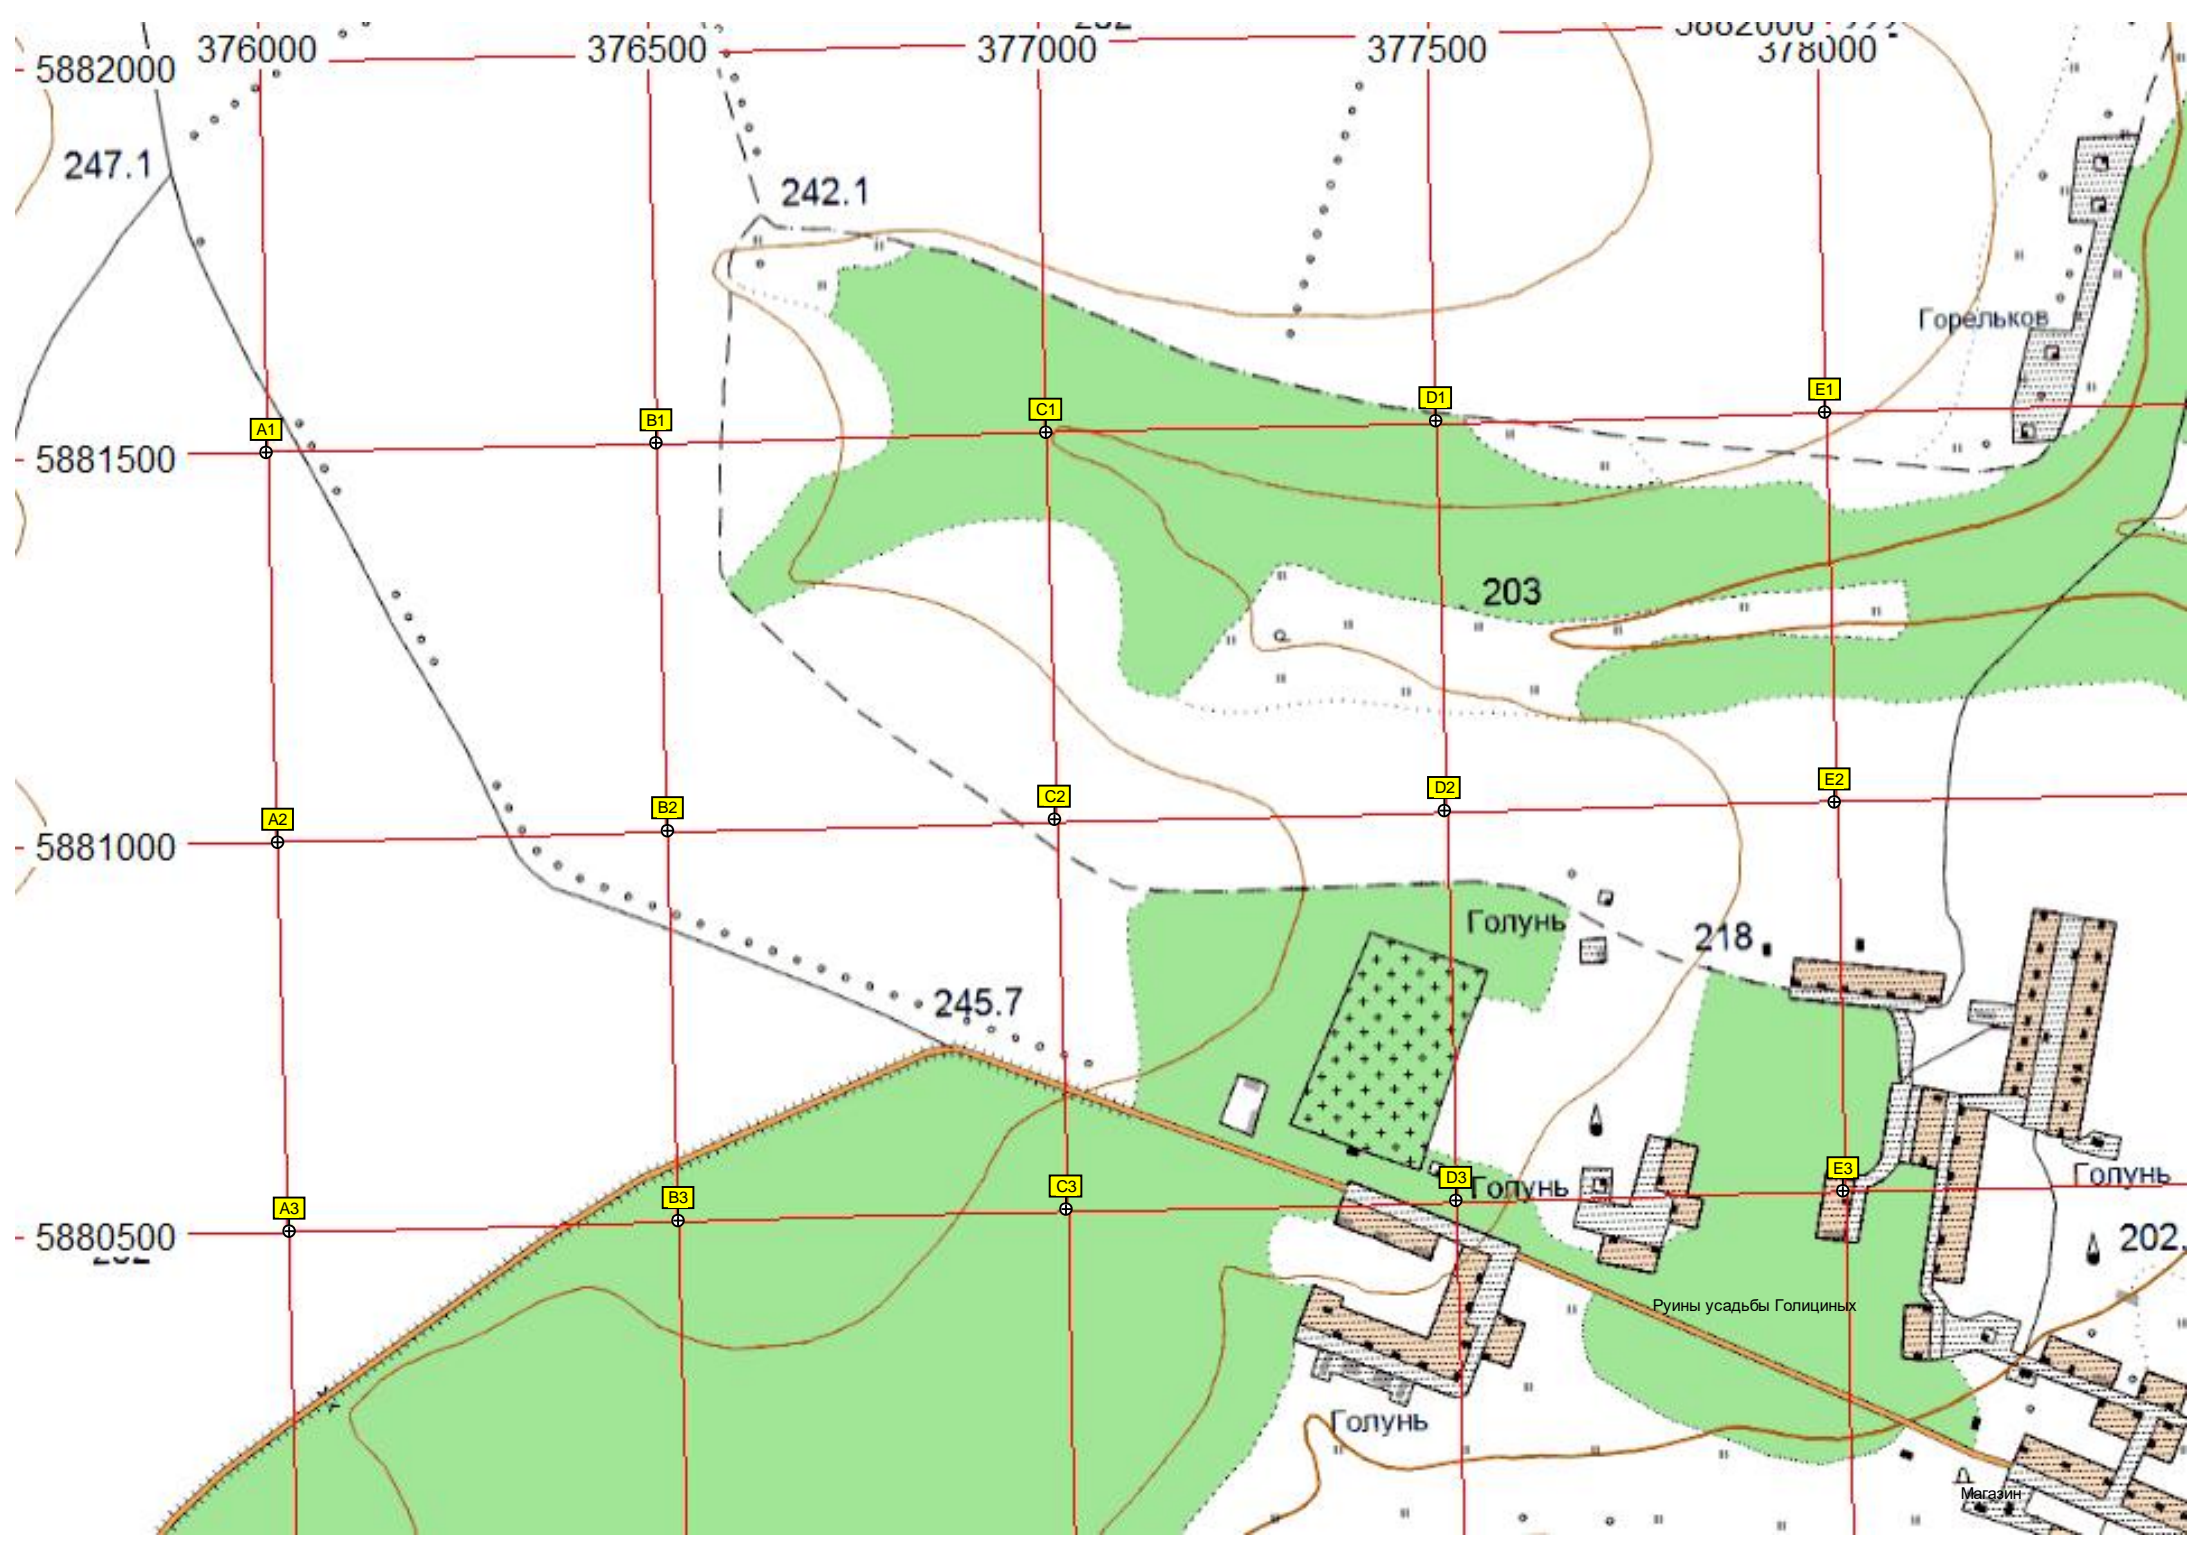 376000 376500 377000 377500 378000
5882000
247.1
242.1
Горельков
A1 B1 C1 D1 E1
5881500
203
A2 B2 C2 D2 E2
5881000
Голунь
218
245.7
A3 B3 C3 D3 E3
Голунь
Голунь
5880500
202.
Руины усадьбы Голициных
Голунь
Магазин